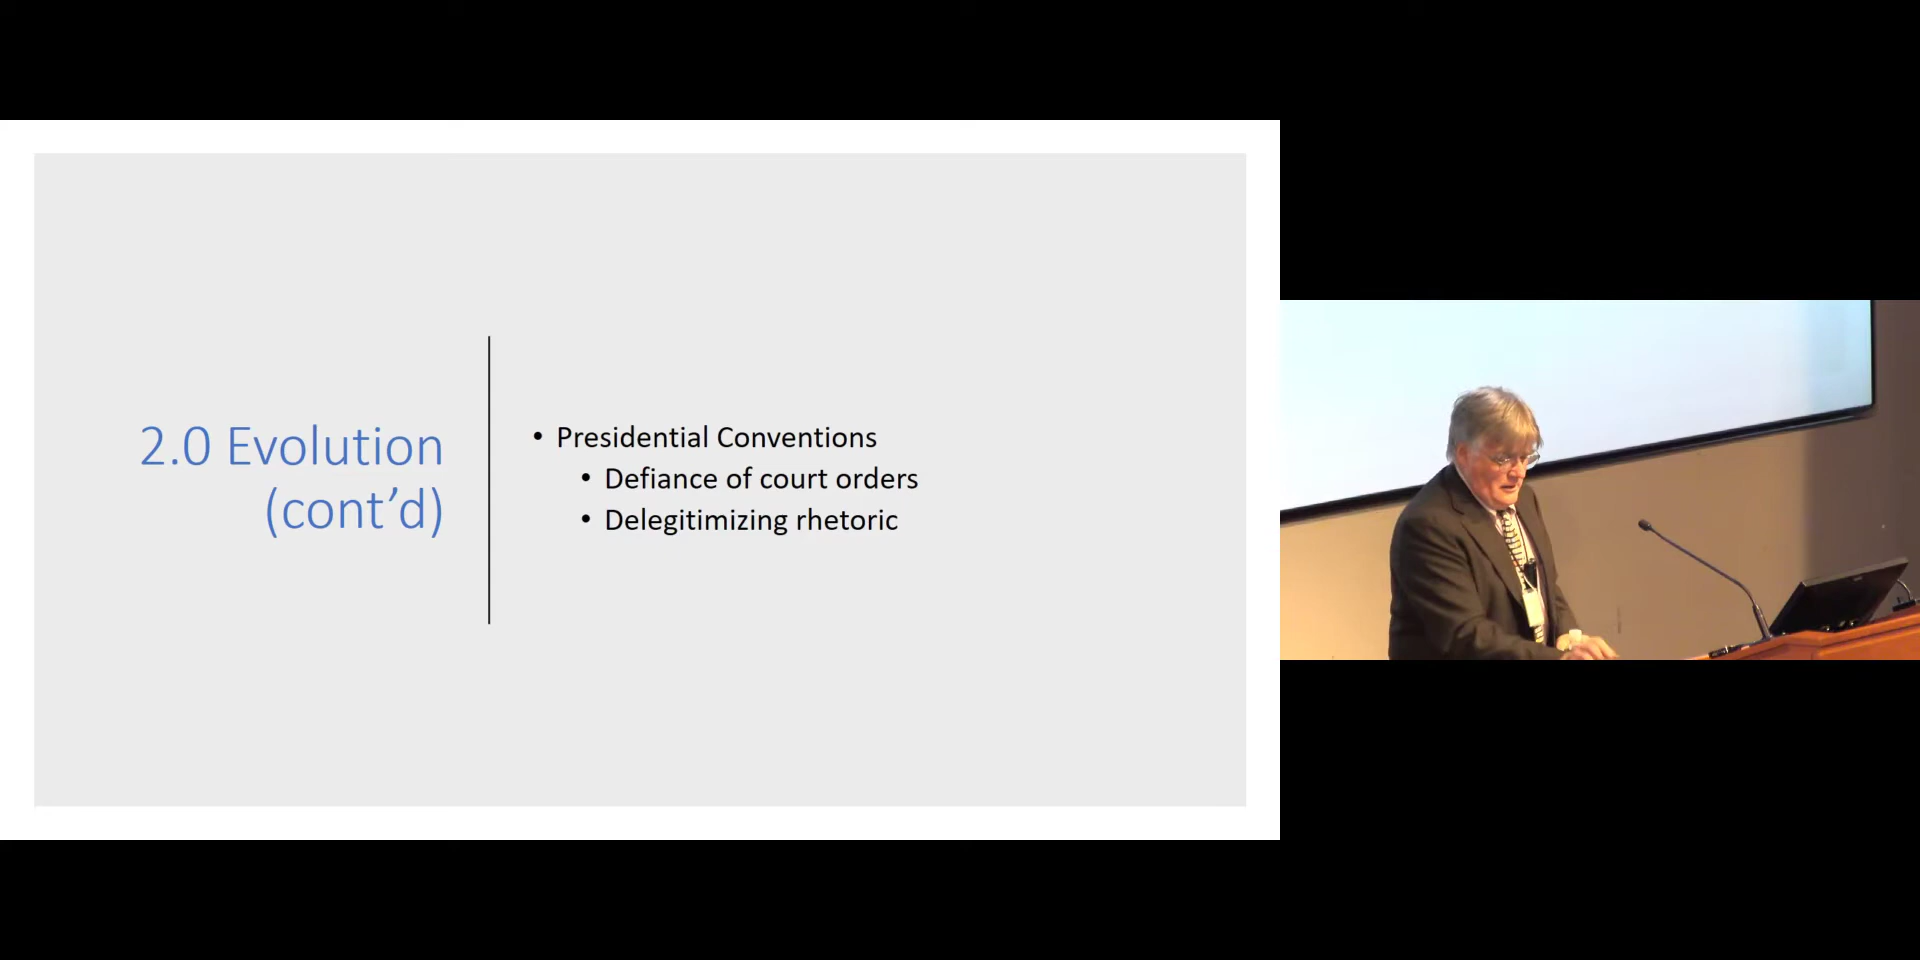 2.0 Evolution
(cont’d)
• Presidential Conventions
• Defiance of court orders
• Delegitimizing rhetoric